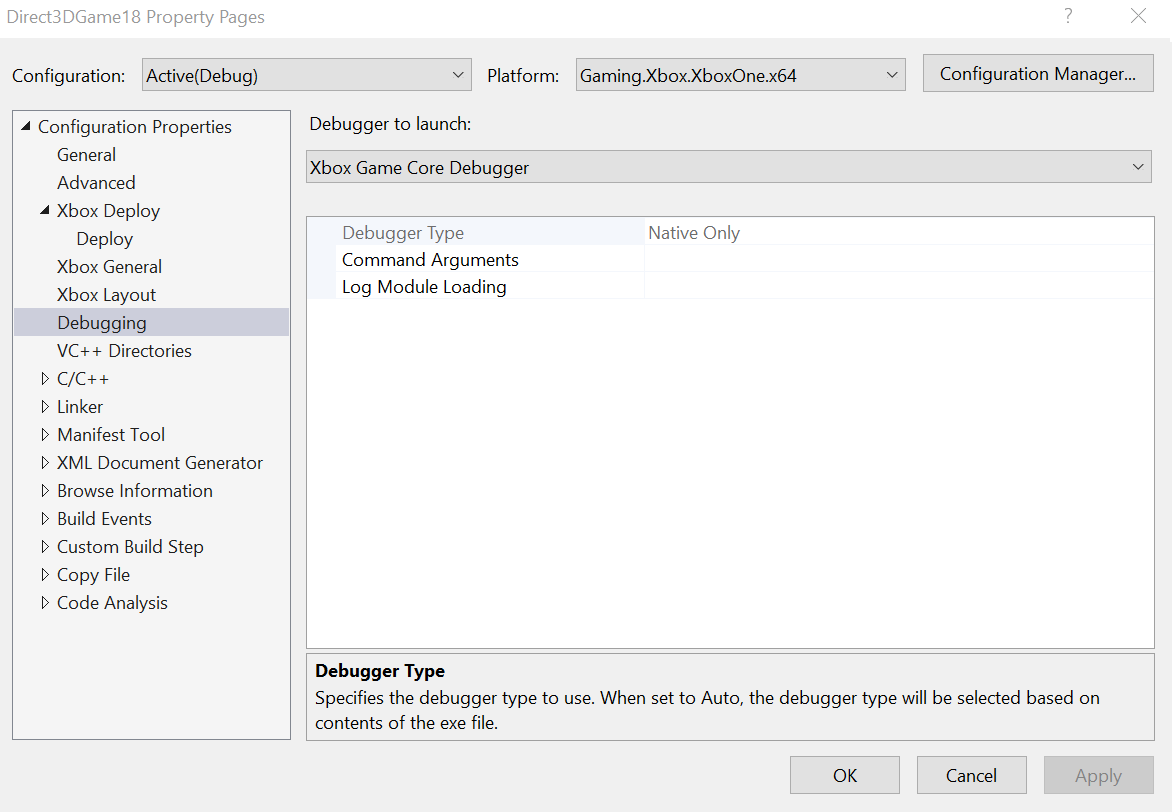 Direct3DGame18 Property Pages
Configuration: Active(Debug) Platform: Gaming.Xbox.XboxOne.x64 Configuration Manager...
Configuration Properties
General
Advanced
Xbox Deploy
Deploy
Xbox General
Xbox Layout
Debugging
VC++ Directories
C/C++
Linker
Manifest Tool
XML Document Generator
Browse Information
Build Events
Custom Build Step
Copy File
Code Analysis
Debugger to launch:
Xbox Game Core Debugger
Debugger Type Native Only
Command Arguments
Log Module Loading
Debugger Type
Specifies the debugger type to use. When set to Auto, the debugger type will be selected based on
contents of the exe file.
OK Cancel Apply